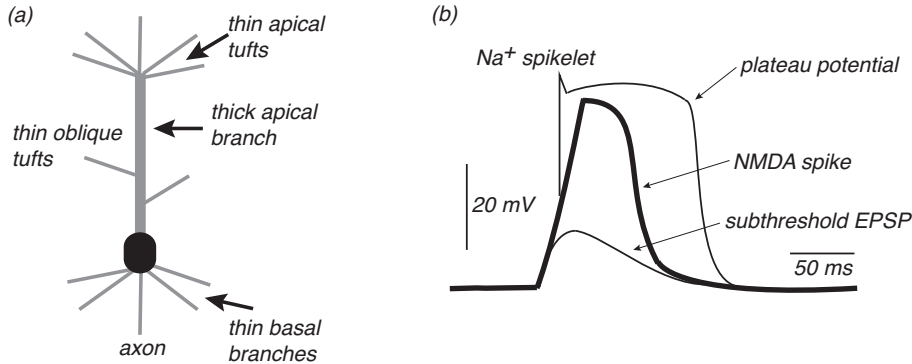 (a)
thin apical
tufts
thick apical
branch
thin oblique
tufts
thin basal
branches
axon
(b)
Na+ spikelet
plateau potential
NMDA spike
20 mV
subthreshold EPSP
50 ms